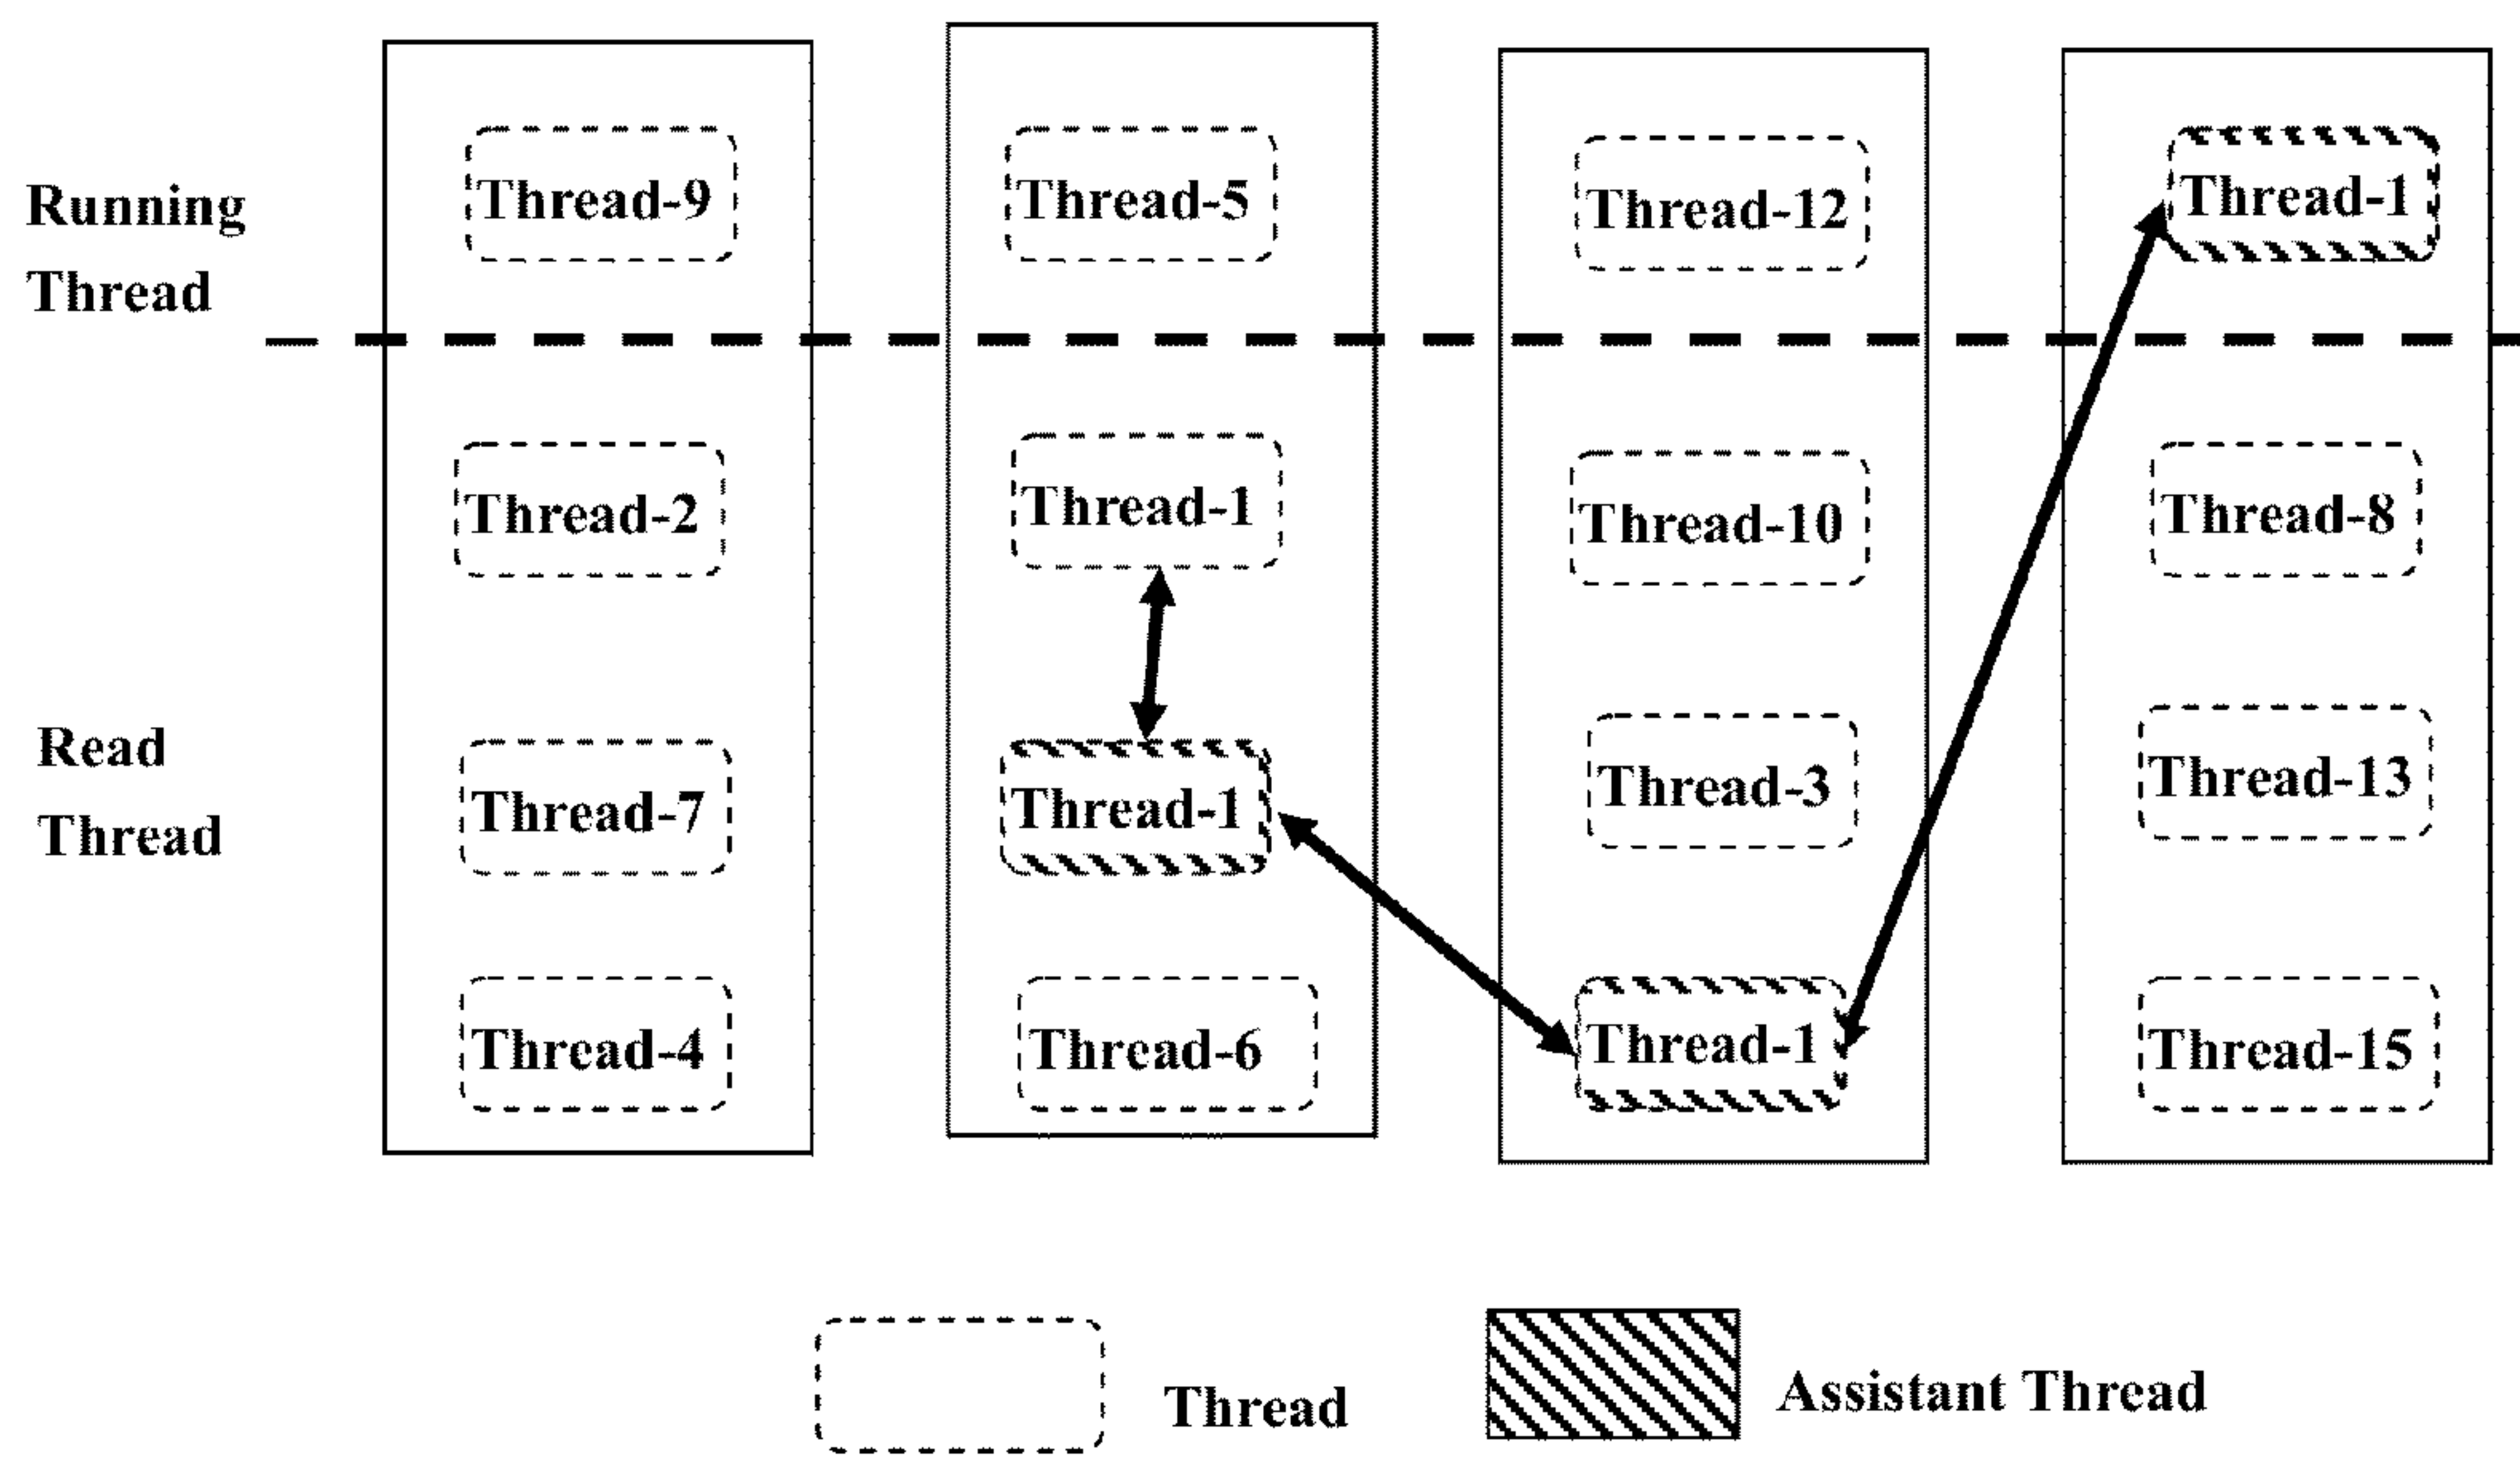 Running
Thread
Thread-9
Thread-5
Thread-12
Thread-1
Thread-2
Thread-1
Thread-10
Thread-8
Read
Thread
Thread-7
Thread-1
Thread-3
Thread-13
Thread-4
Thread-6
Thread-1
Thread-15
Thread
Assistant Thread